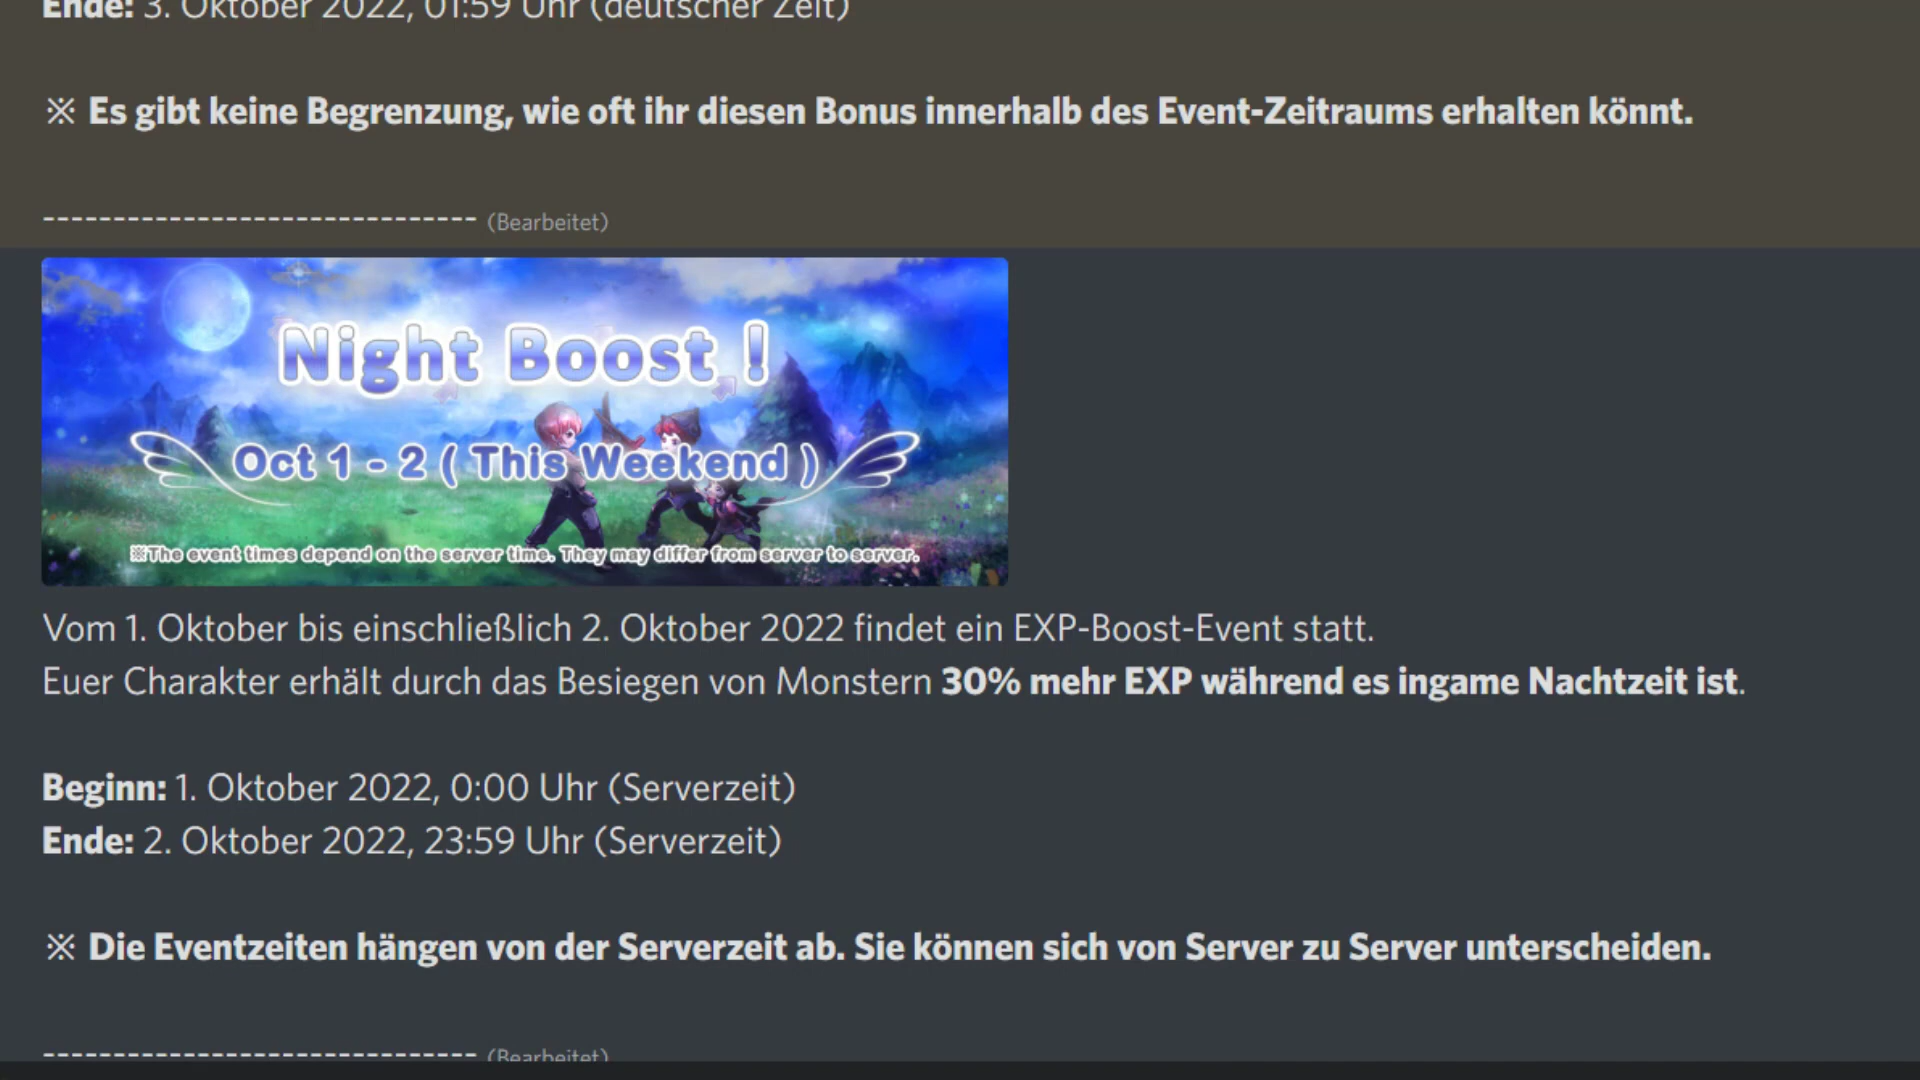 Ende: 3. Oktober 2022, 01:59 Uhr (deutscher Zeit)
※ Es gibt keine Begrenzung, wie oft ihr diesen Bonus innerhalb des Event-Zeitraums erhalten könnt.
------------------------------- (Bearbeitet)
Night Boost !
Oct 1 - 2 ( This Weekend )
※The event times depend on the server time. They may differ from server to server.
Vom 1. Oktober bis einschließlich 2. Oktober 2022 findet ein EXP-Boost-Event statt.
Euer Charakter erhält durch das Besiegen von Monstern 30% mehr EXP während es ingame Nachtzeit ist.
Beginn: 1. Oktober 2022, 0:00 Uhr (Serverzeit)
Ende: 2. Oktober 2022, 23:59 Uhr (Serverzeit)
※ Die Eventzeiten hängen von der Serverzeit ab. Sie können sich von Server zu Server unterscheiden.
------------------------------- (Bearbeitet)